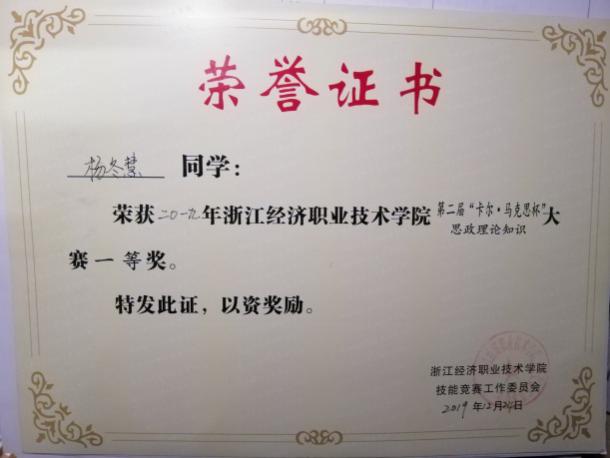 荣誉证书
杨冬慧 同学：
荣获二〇一九年浙江经济职业技术学院第二届“卡尔·马克思杯”思政理论知识大
赛一等奖。
特发此证，以资奖励。
浙江经济职业技术学院
技能竞赛工作委员会
2019年12月24日